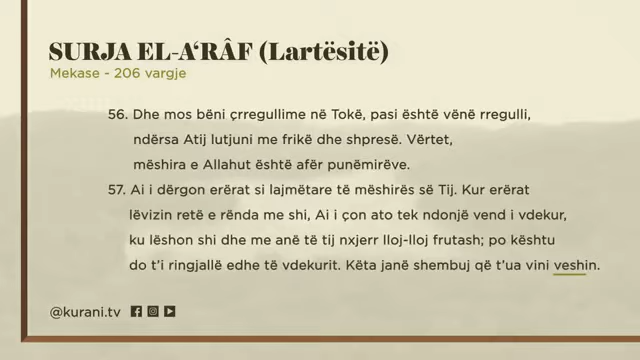 SURJA EL-A‘RÂF (Lartësitë)
Mekase - 206 vargje
56. Dhe mos bëni çrregullime në Tokë, pasi është vënë rregulli,
ndërsa Atij lutjuni me frikë dhe shpresë. Vërtet,
mëshira e Allahut është afër punëmirëve.
57. Ai i dërgon erërat si lajmëtare të mëshirës së Tij. Kur erërat
lëvizin retë e rënda me shi, Ai i çon ato tek ndonjë vend i vdekur,
ku lëshon shi dhe me anë të tij nxjerr lloj-lloj frutash; po kështu
do t’i ringjallë edhe të vdekurit. Këta janë shembuj që t’ua vini veshin.
@kurani.tv